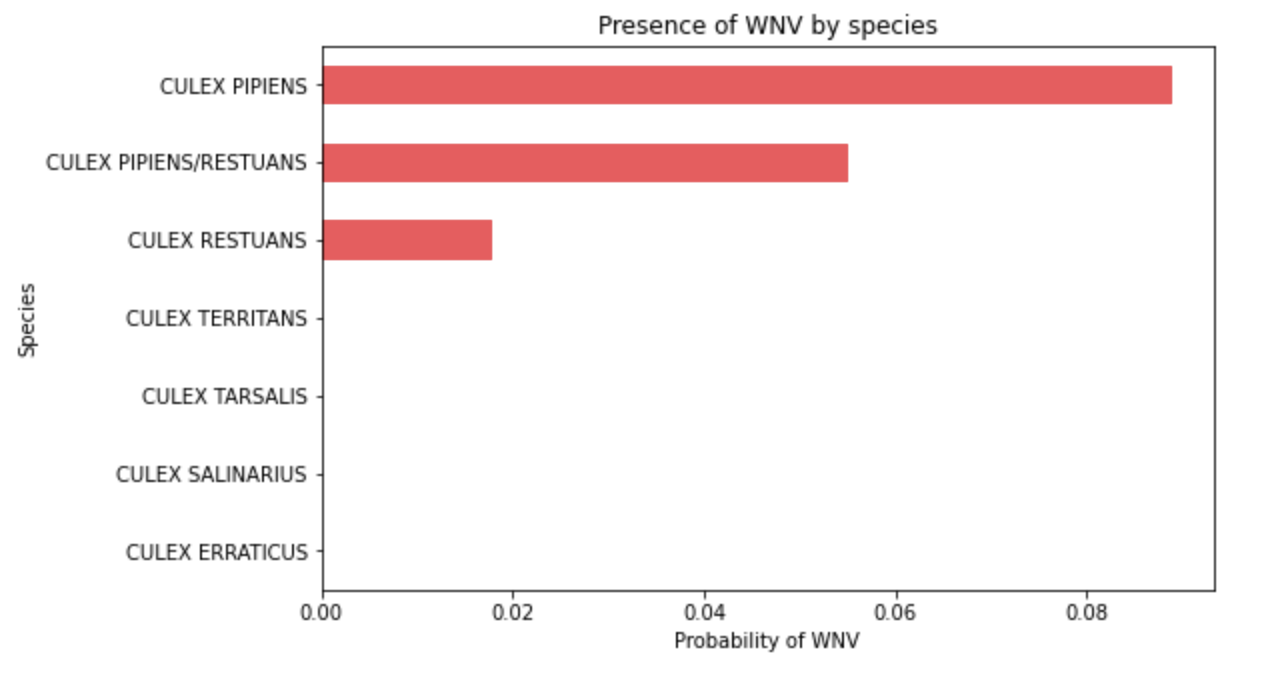 Presence of WNV by species
CULEX PIPIENS
CULEX PIPIENS/RESTUANS
CULEX RESTUANS
CULEX TERRITANS
CULEX TARSALIS
CULEX SALINARIUS
CULEX ERRATICUS
Species
0.00 0.02 0.04 0.06 0.08
Probability of WNV